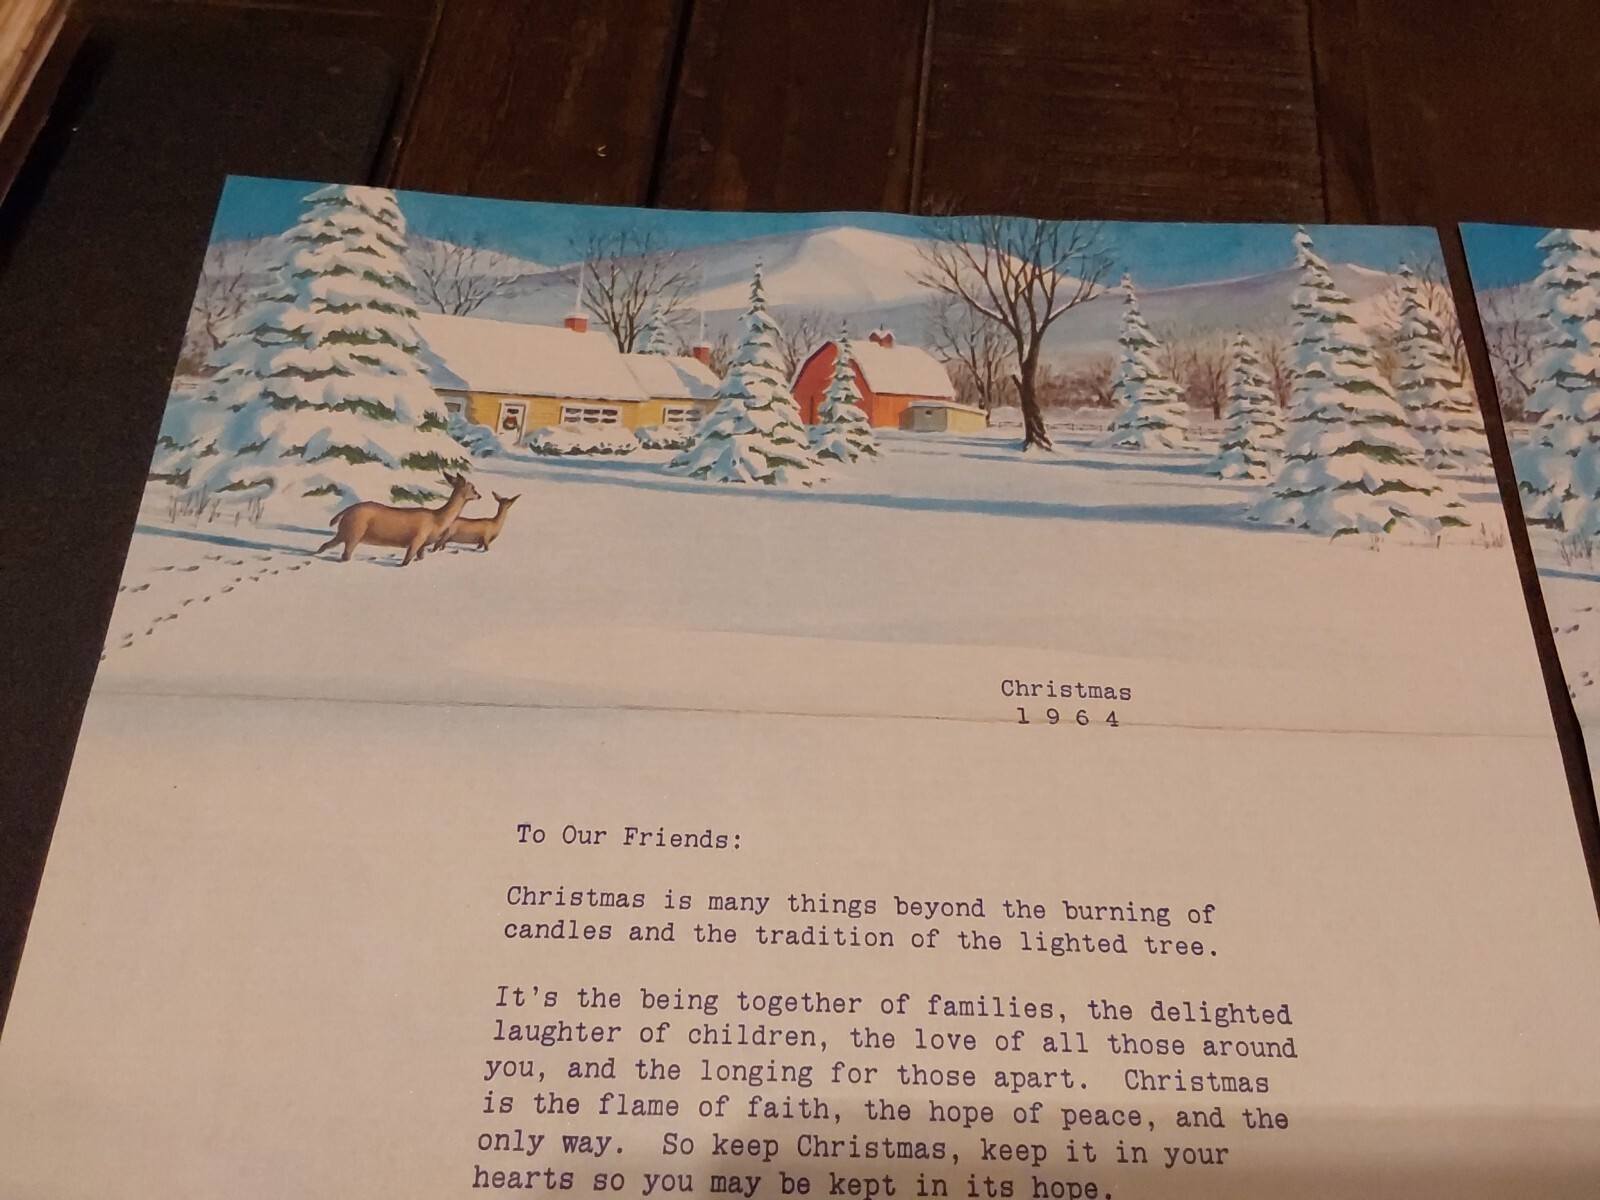 Christmas
1 9 6 4
To Our Friends:
Christmas is many things beyond the burning of
candles and the tradition of the lighted tree.
It's the being together of families, the delighted
laughter of children, the love of all those around
you, and the longing for those apart.  Christmas
is the flame of faith, the hope of peace, and the
only way.  So keep Christmas, keep it in your
hearts so you may be kept in its hope.